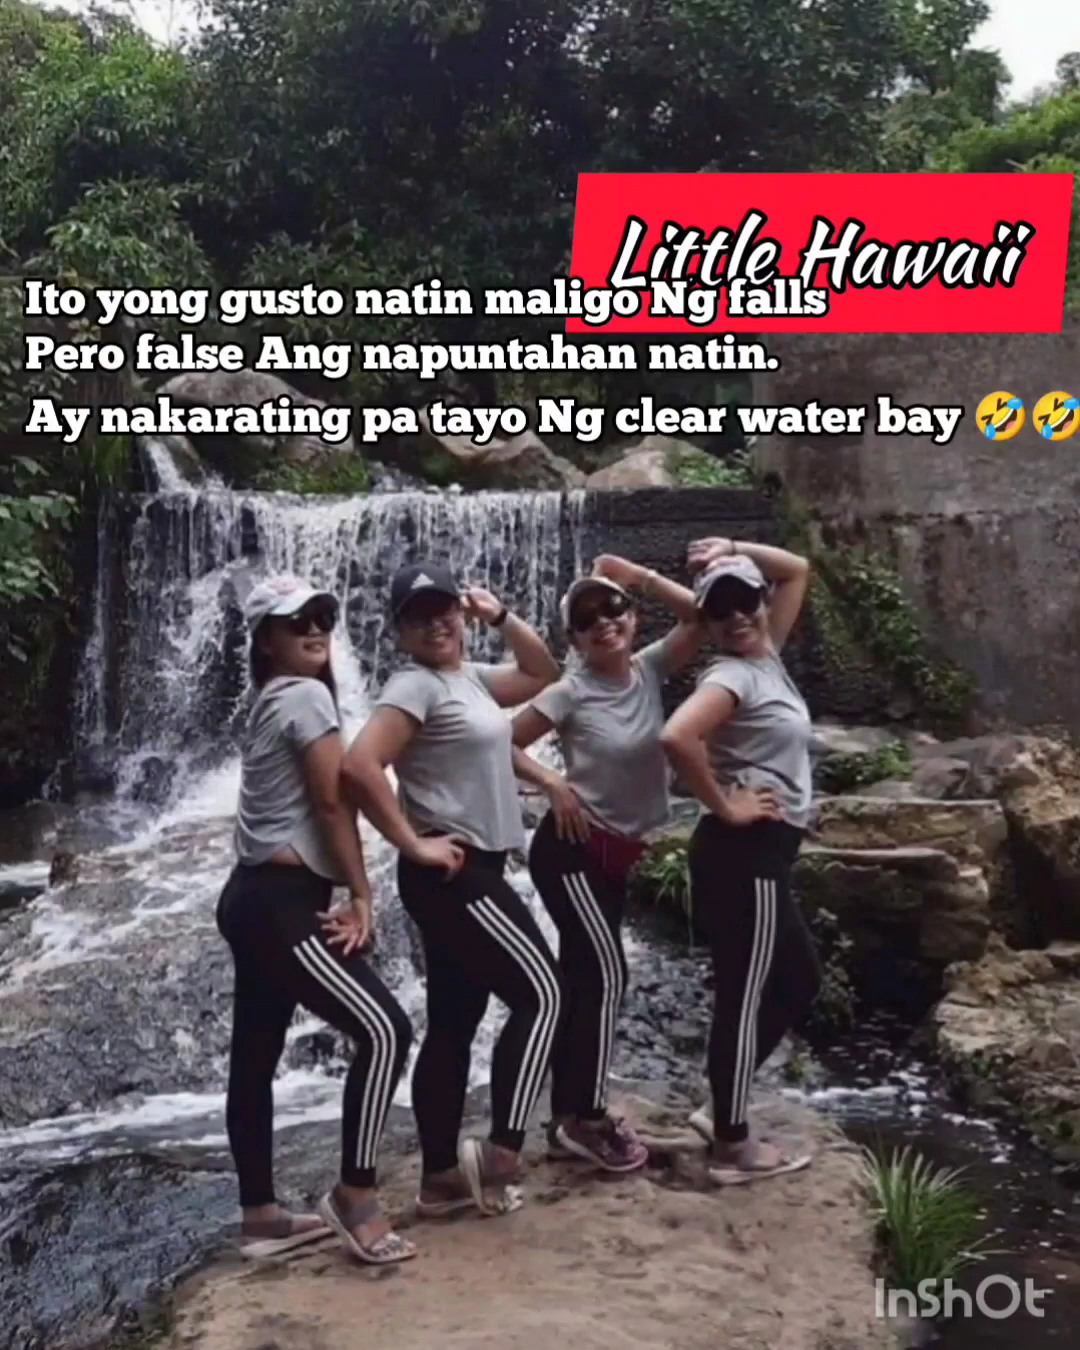 Little Hawaii
Ito yong gusto natin maligo Ng falls
Pero false Ang napuntahan natin.
Ay nakarating pa tayo Ng clear water bay 🤣🤣
InShOt